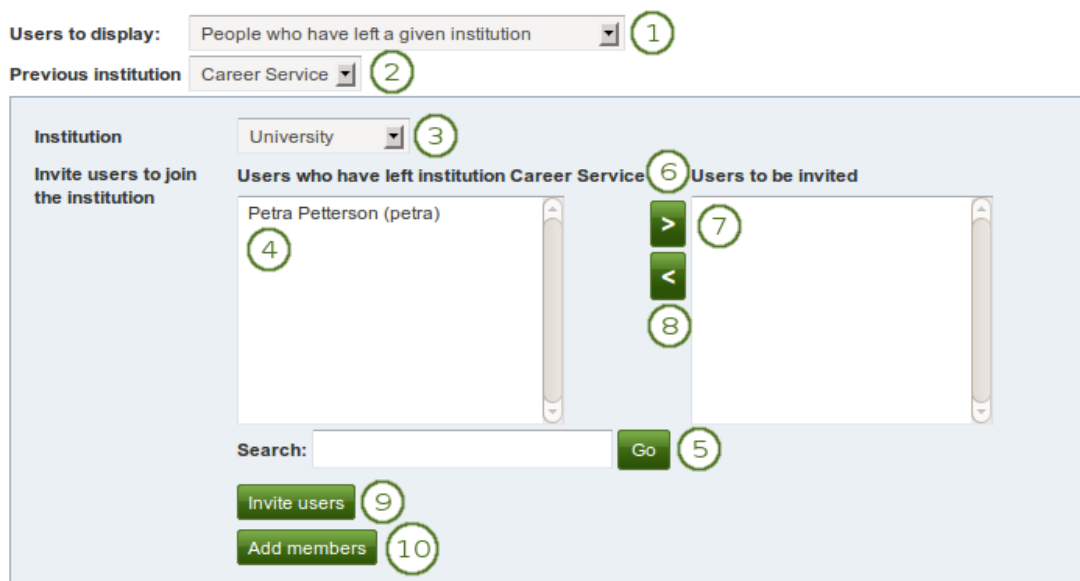 Users to display: People who have left a given institution 1
Previous institution Career Service 2
Institution University 3
Invite users to join the institution
Users who have left institution Career Service 6 Users to be invited
Petra Petterson (petra) > 7
4
<
8
Search: Go 5
Invite users 9
Add members 10